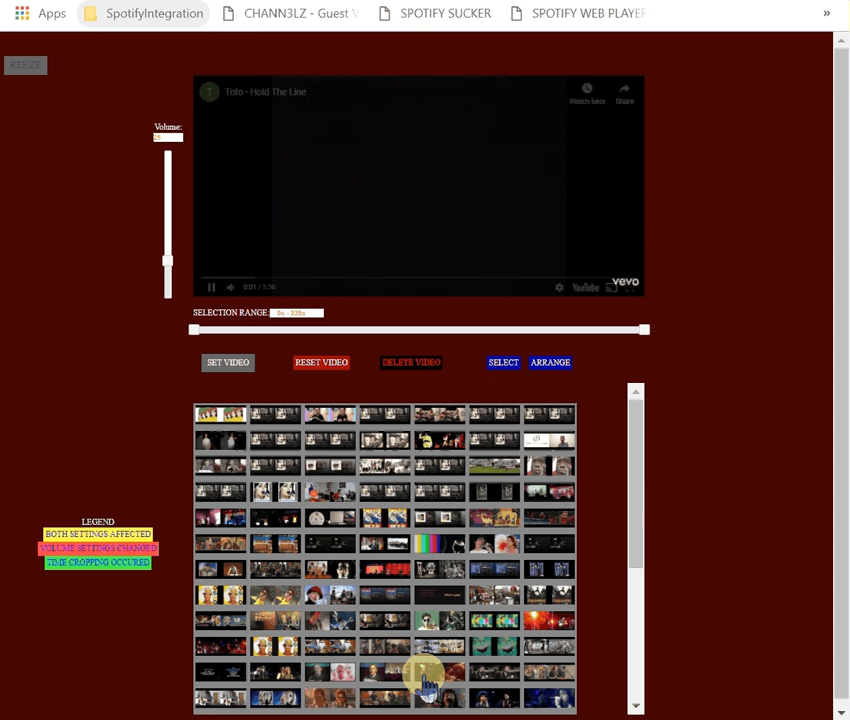 Apps SpotifyIntegration CHANN3LZ - Guest V SPOTIFY SUCKER SPOTIFY WEB PLAYER »
RESIZE
T Toto - Hold The Line
Watch later Share
Volume:
25
vevo
0:01 / 3:38 YouTube
SELECTION RANGE: 0s - 228s
SET VIDEO RESET VIDEO DELETE VIDEO SELECT ARRANGE
LEGEND
BOTH SETTINGS AFFECTED
VOLUME SETTINGS CHANGED
TIME CROPPING OCCURED